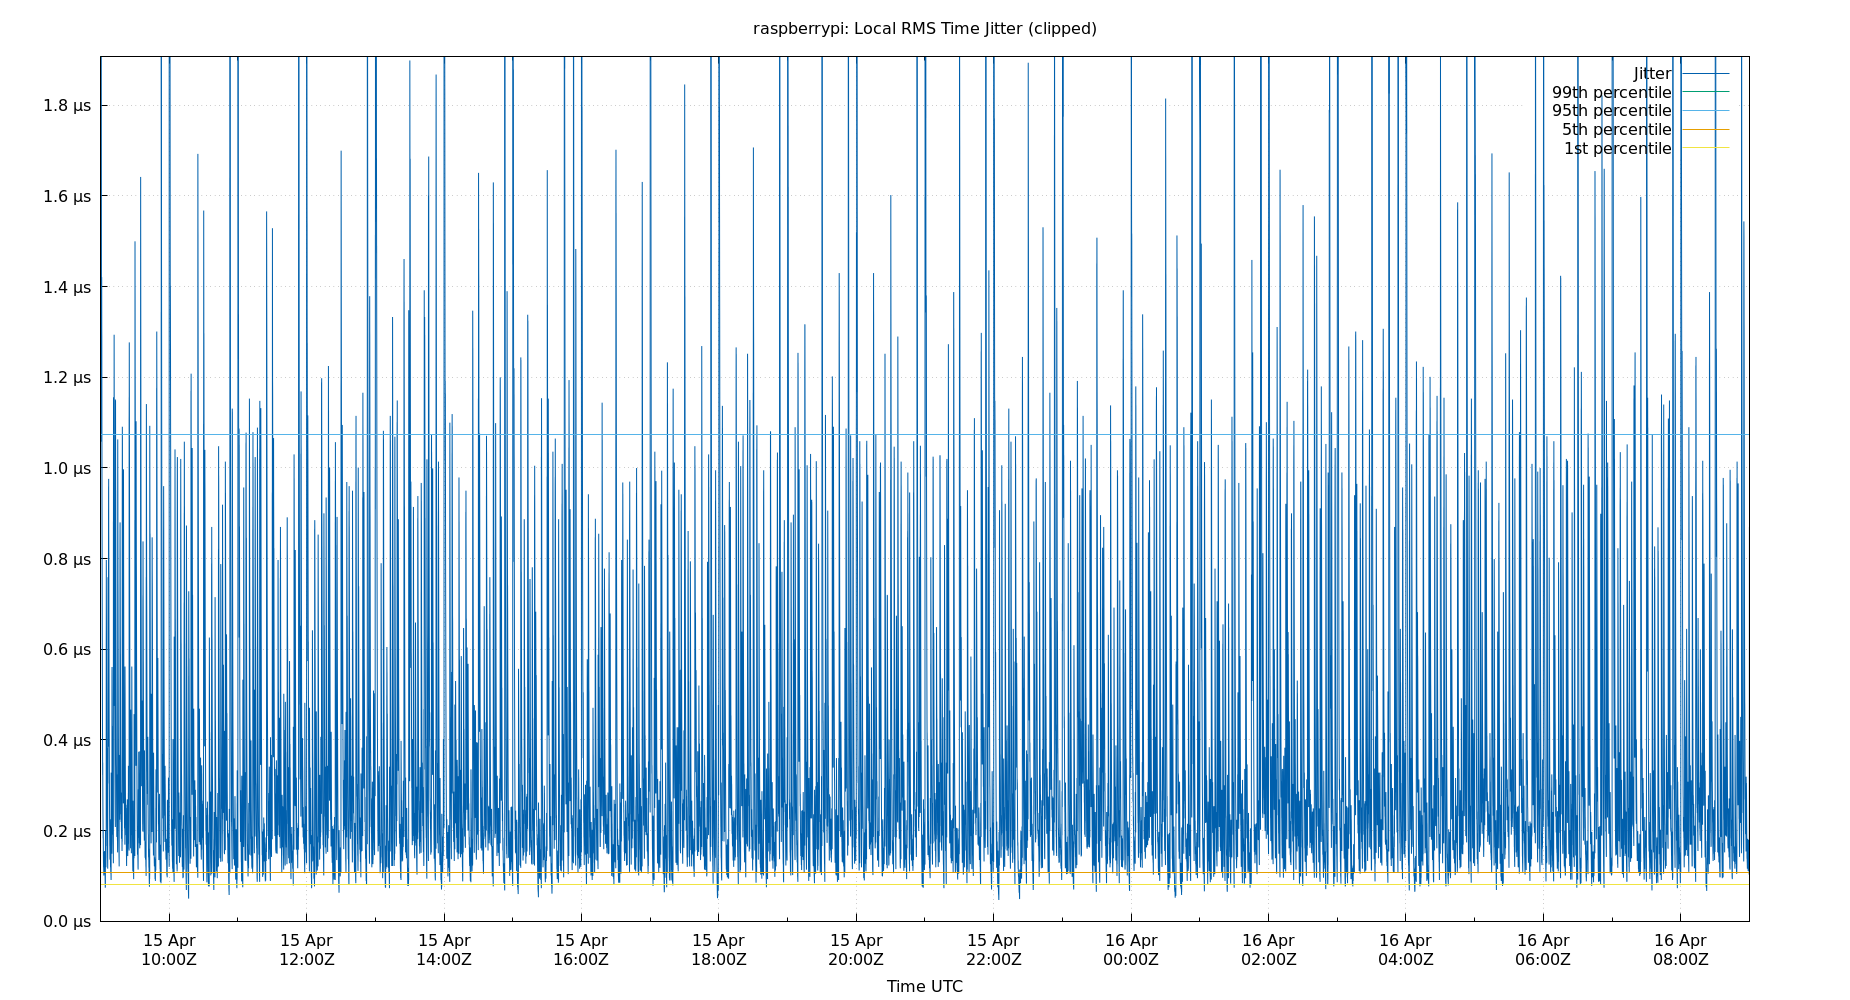 raspberrypi: Local RMS Time Jitter (clipped)
Jitter
99th percentile
95th percentile
5th percentile
1st percentile
1.8 µs
1.6 µs
1.4 µs
1.2 µs
1.0 µs
0.8 µs
0.6 µs
0.4 µs
0.2 µs
0.0 µs
15 Apr 15 Apr 15 Apr 15 Apr 15 Apr 15 Apr 15 Apr 16 Apr 16 Apr 16 Apr 16 Apr 16 Apr
10:00Z 12:00Z 14:00Z 16:00Z 18:00Z 20:00Z 22:00Z 00:00Z 02:00Z 04:00Z 06:00Z 08:00Z
Time UTC